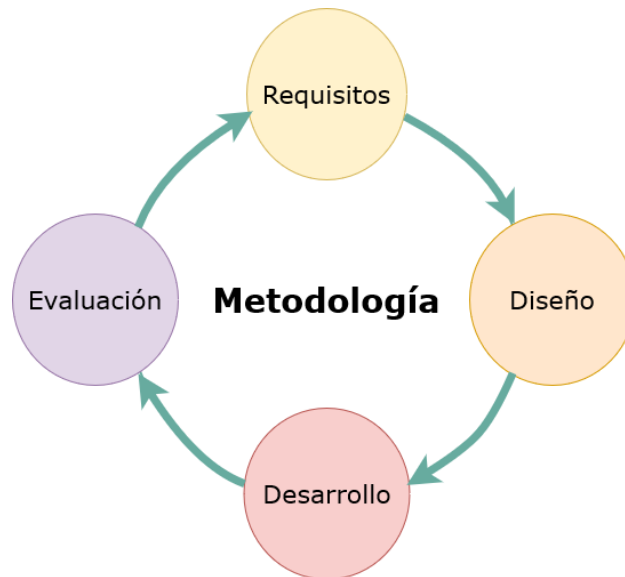 Requisitos
Evaluación
Metodología
Diseño
Desarrollo